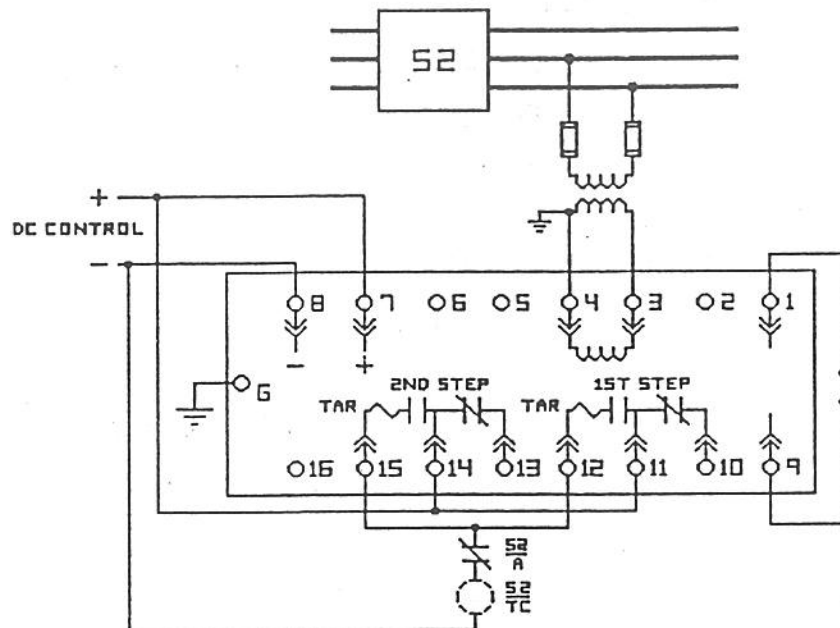 52
+
DC CONTROL
-
8 7 6 5 4 3 2 1
- +
G
2ND STEP 1ST STEP
TAR TAR
16 15 14 13 12 11 10 9
52
A
52
TC